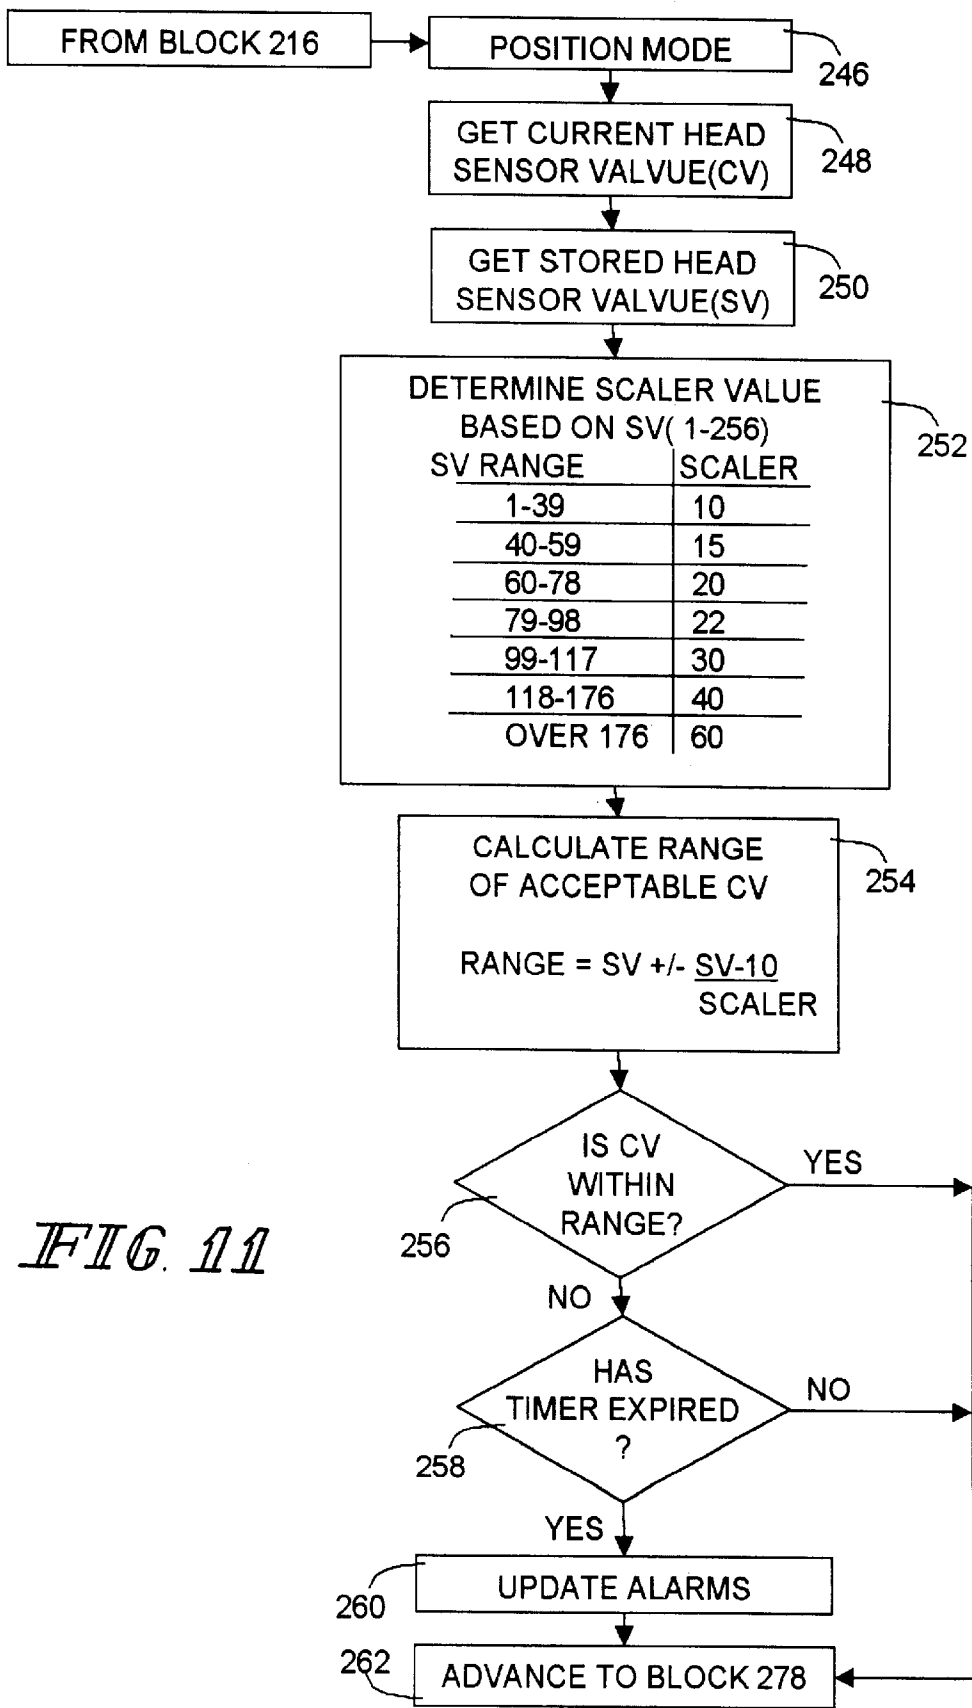 FROM BLOCK 216
POSITION MODE
246
GET CURRENT HEAD
SENSOR VALVUE(CV)
248
GET STORED HEAD
SENSOR VALVUE(SV)
250
DETERMINE SCALER VALUE
BASED ON SV( 1-256)
252
SV RANGE SCALER
1-39 10
40-59 15
60-78 20
79-98 22
99-117 30
118-176 40
OVER 176 60
CALCULATE RANGE
OF ACCEPTABLE CV
254
RANGE = SV +/- SV-10
SCALER
IS CV
WITHIN
RANGE?
YES
256
NO
FIG. 11
HAS
TIMER EXPIRED
?
NO
258
YES
UPDATE ALARMS
260
262
ADVANCE TO BLOCK 278